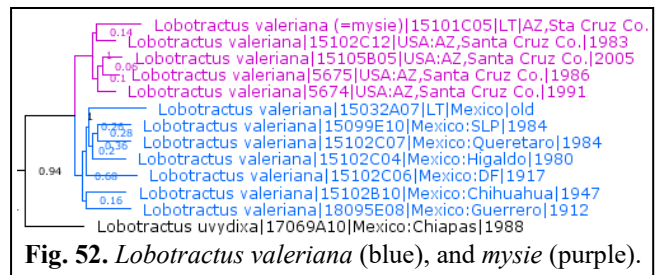 Lobotractus valeriana (=mysie)|15101C05|LT|AZ,Sta Cruz Co.
0.14
Lobotractus valeriana|15102C12|USA:AZ,Santa Cruz Co.|1983
1
Lobotractus valeriana|15105B05|USA:AZ,Santa Cruz Co.|2005
0.06
Lobotractus valeriana|5675|USA:AZ,Santa Cruz Co.|1986
0.1
Lobotractus valeriana|5674|USA:AZ,Santa Cruz Co.|1991
Lobotractus valeriana|15032A07|LT|Mexico|old
1
Lobotractus valeriana|15099E10|Mexico:SLP|1984
0.26
0.28
Lobotractus valeriana|15102C07|Mexico:Queretaro|1984
0.36
0.2
Lobotractus valeriana|15102C04|Mexico:Higaldo|1980
0.94
0.68
Lobotractus valeriana|15102C06|Mexico:DF|1917
Lobotractus valeriana|15102B10|Mexico:Chihuahua|1947
0.16
Lobotractus valeriana|18095E08|Mexico:Guerrero|1912
Lobotractus uvydixa|17069A10|Mexico:Chiapas|1988
Fig. 52. Lobotractus valeriana (blue), and mysie (purple).